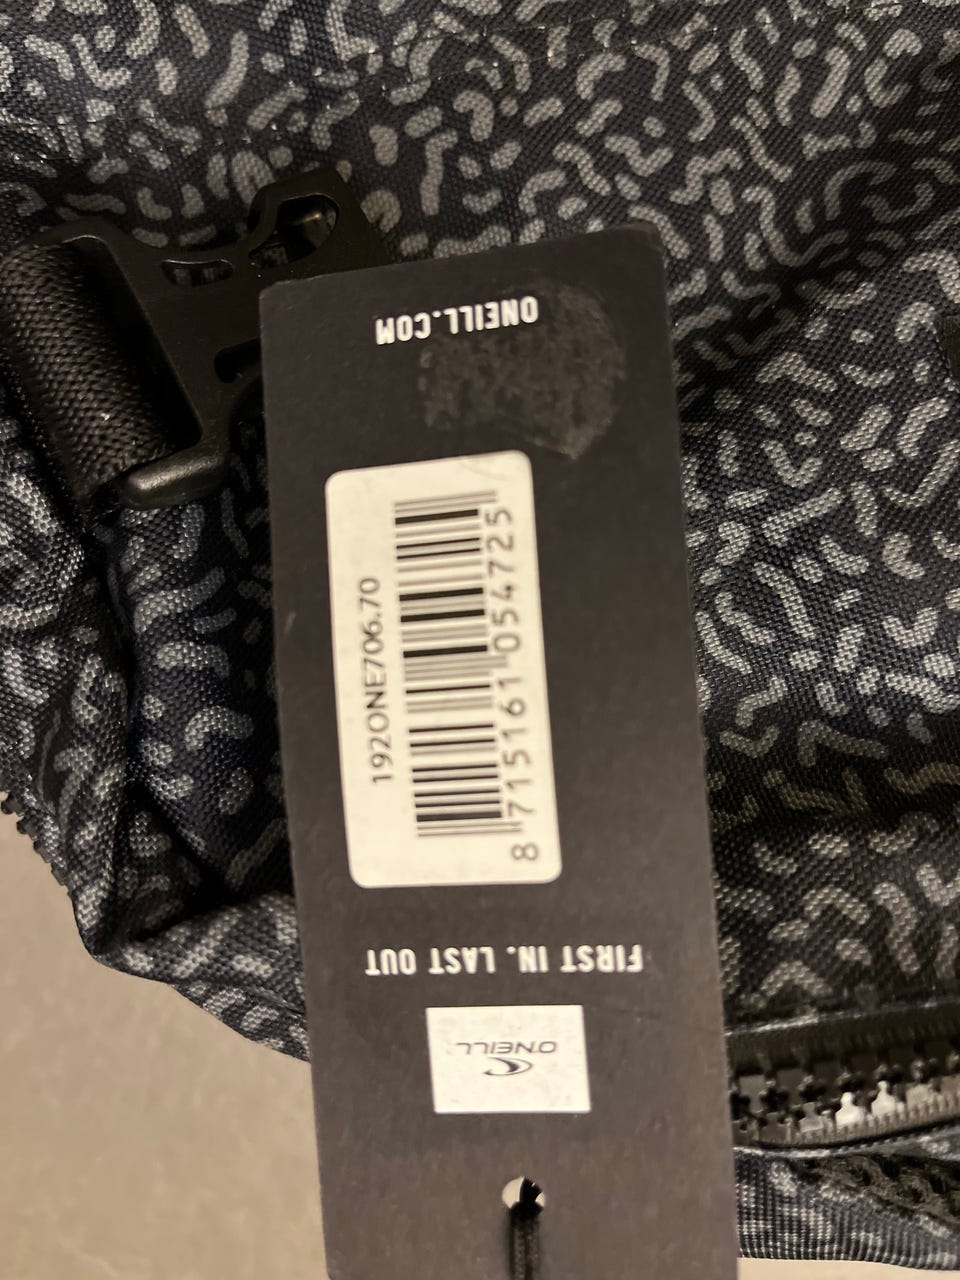 O'NEILL
FIRST IN. LAST OUT
192ONE706.70
8 715161 054725
ONEILL.COM